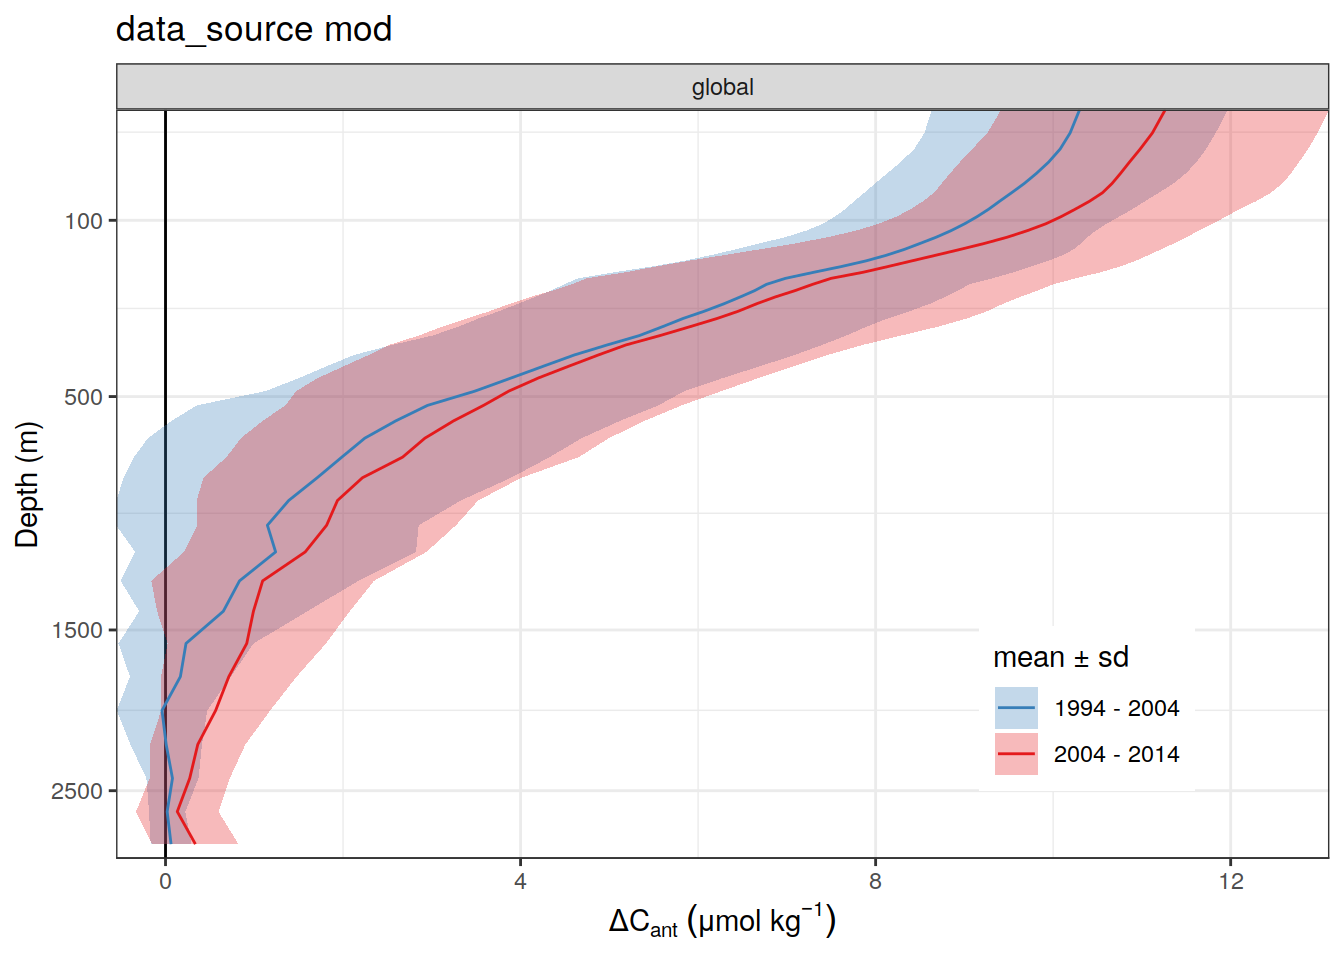 data_source mod
global
100
500
1500
2500
Depth (m)
0 4 8 12
ΔCant (µmol kg−1)
mean ± sd
1994 - 2004
2004 - 2014